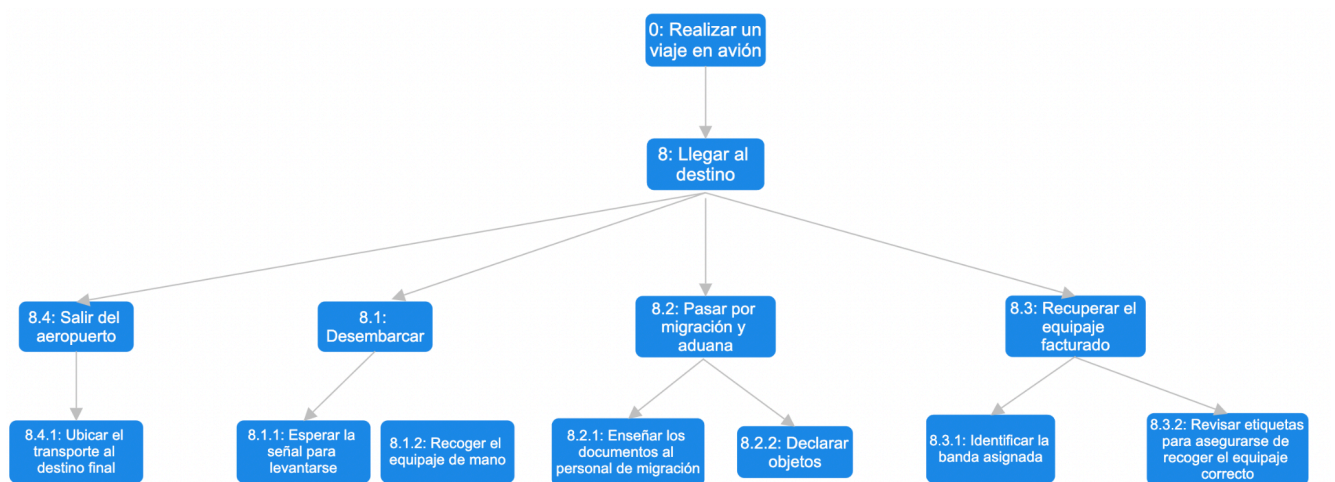 0: Realizar un
viaje en avión
8: Llegar al
destino
8.4: Salir del
aeropuerto
8.1:
Desembarcar
8.2: Pasar por
migración y
aduana
8.3: Recuperar el
equipaje
facturado
8.4.1: Ubicar el
transporte al
destino final
8.1.1: Esperar la
señal para
levantarse
8.1.2: Recoger el
equipaje de mano
8.2.1: Enseñar los
documentos al
personal de migración
8.2.2: Declarar
objetos
8.3.1: Identificar la
banda asignada
8.3.2: Revisar etiquetas
para asegurarse de
recoger el equipaje
correcto